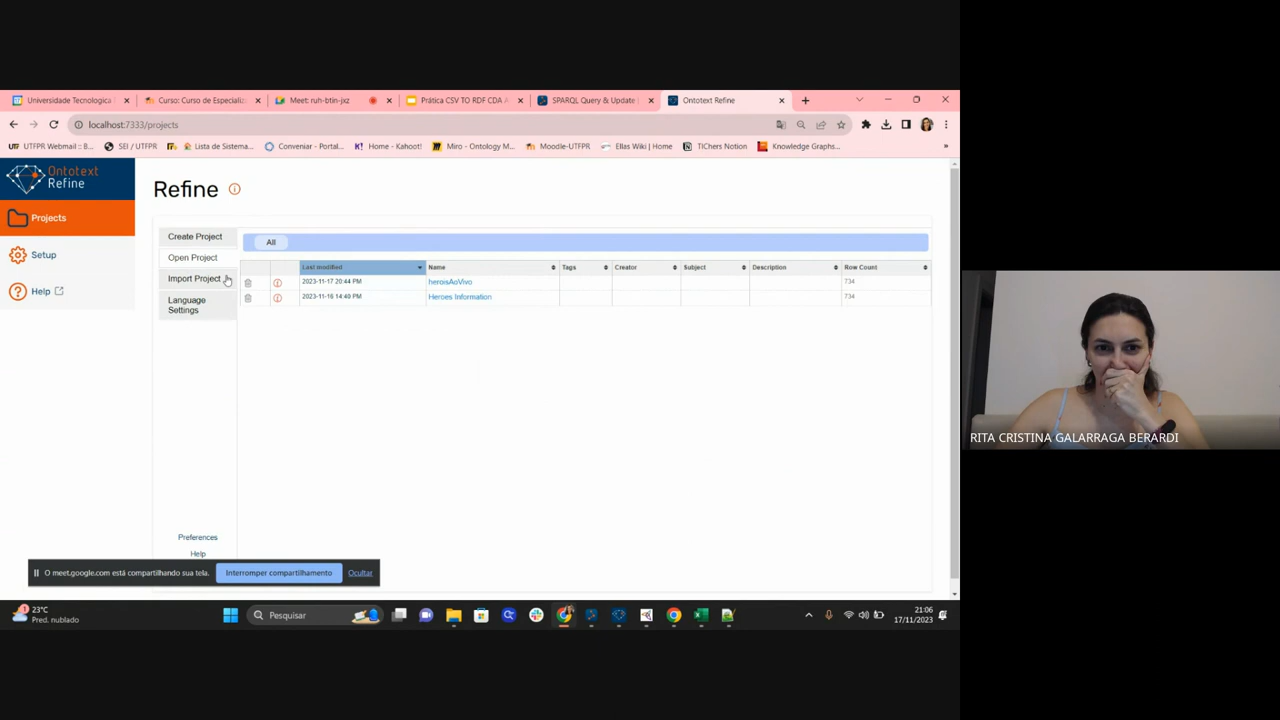 Universidade Tecnologica
Curso: Curso de Especializ
Meet: ruh-btin-jxz
Prática CSV TO RDF CDA A
SPARQL Query & Update
Ontotext Refine
localhost:7333/projects
UTFPR Webmail :: B...
SEI / UTFPR
Lista de Sistema...
Conveniar - Portal...
Home - Kahoot!
Miro - Ontology M...
Moodle-UTFPR
Ellas Wiki | Home
TIChers Notion
Knowledge Graphs...
»
Ontotext
Refine
Projects
Setup
Help
Refine
Create Project
Open Project
Import Project
Language
Settings
All
Last modified Name Tags Creator Subject Description Row Count
2023-11-17 20:44 PM heroisAoVivo 734
2023-11-16 14:40 PM Heroes Information 734
Preferences
Help
O meet.google.com está compartilhando sua tela.
Interromper compartilhamento
Ocultar
RITA CRISTINA GALARRAGA BERARDI
1
23°C
Pred. nublado
Pesquisar
21:06
17/11/2023